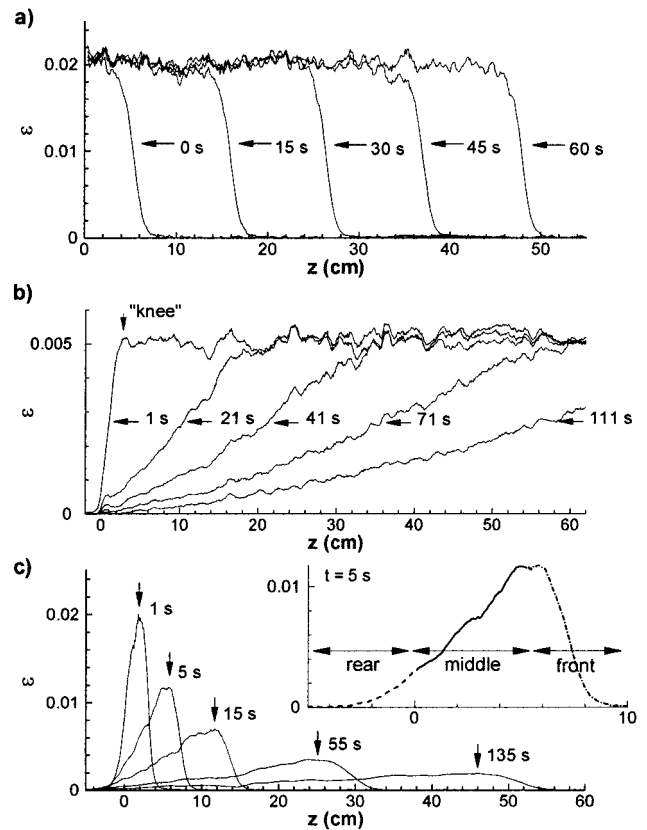 a)
0.02
ε
0.01
0
0 s
15 s
30 s
45 s
60 s
0 10 20 30 40 50
z (cm)
b)
"knee"
0.005
ε
0
1 s
21 s
41 s
71 s
111 s
0 10 20 30 40 50 60
z (cm)
c)
0.02
ε
0.01
0
1 s
5 s
15 s
55 s
135 s
0.01
t = 5 s
rear
middle
front
0
0 10
0 10 20 30 40 50 60
z (cm)